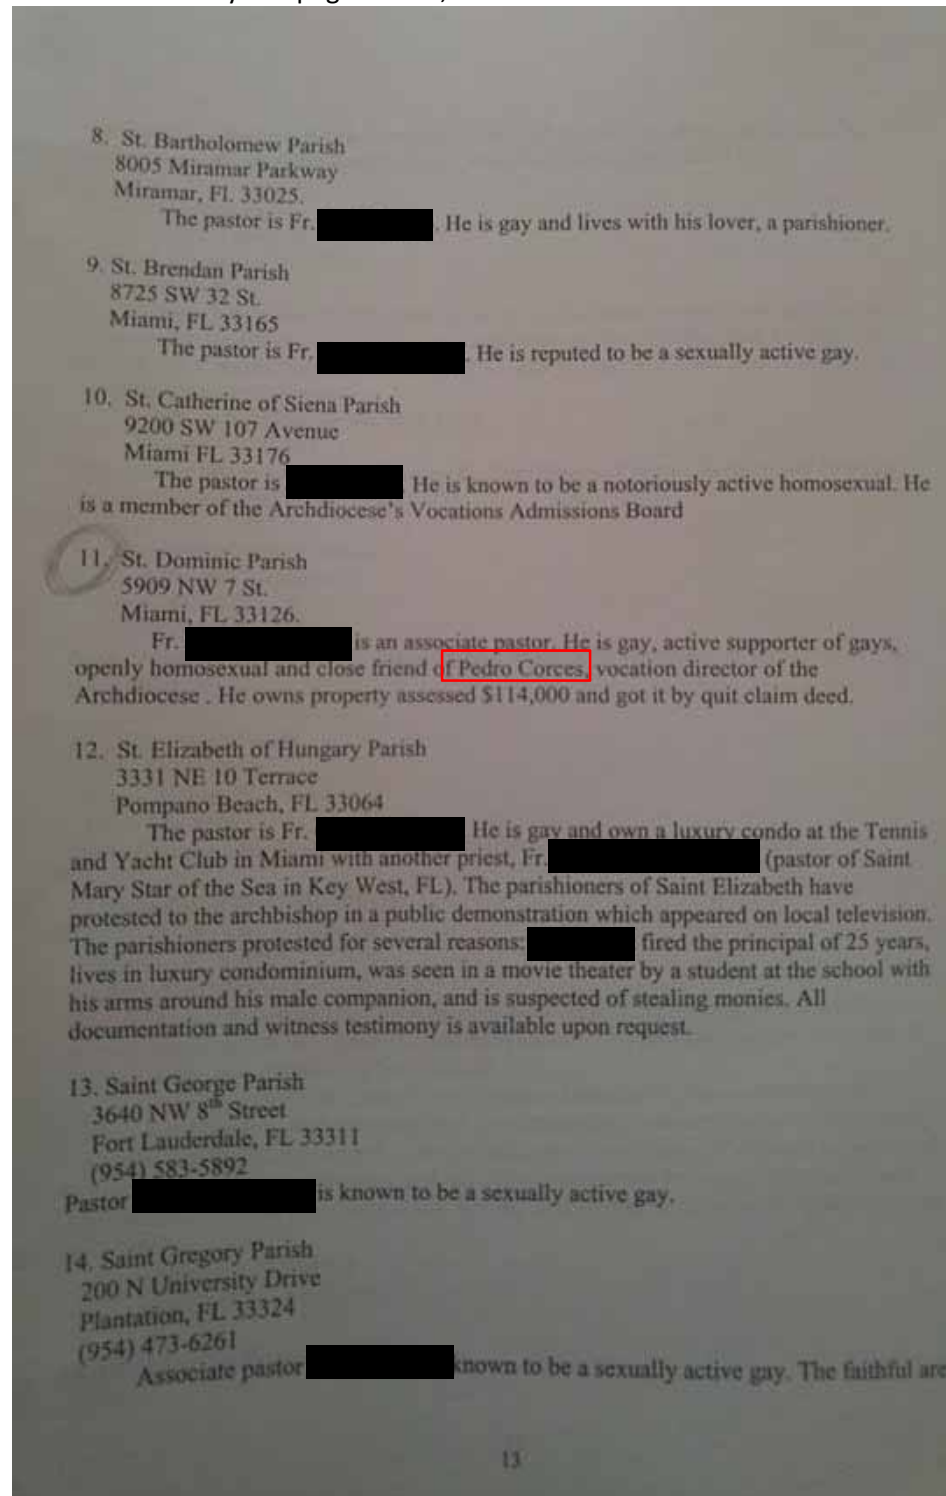 8. St. Bartholomew Parish
8005 Miramar Parkway
Miramar, Fl. 33025.
The pastor is Fr. . He is gay and lives with his lover, a parishioner.
9. St. Brendan Parish
8725 SW 32 St.
Miami, FL 33165
The pastor is Fr. . He is reputed to be a sexually active gay.
10. St. Catherine of Siena Parish
9200 SW 107 Avenue
Miami FL 33176
The pastor is He is known to be a notoriously active homosexual. He
is a member of the Archdiocese's Vocations Admissions Board
11. St. Dominic Parish
5909 NW 7 St.
Miami, FL 33126.
Fr. is an associate pastor. He is gay, active supporter of gays,
openly homosexual and close friend of Pedro Corces, vocation director of the
Archdiocese . He owns property assessed $114,000 and got it by quit claim deed.
12. St. Elizabeth of Hungary Parish
3331 NE 10 Terrace
Pompano Beach, FL 33064
The pastor is Fr. He is gay and own a luxury condo at the Tennis
and Yacht Club in Miami with another priest, Fr. (pastor of Saint
Mary Star of the Sea in Key West, FL). The parishioners of Saint Elizabeth have
protested to the archbishop in a public demonstration which appeared on local television.
The parishioners protested for several reasons: fired the principal of 25 years,
lives in luxury condominium, was seen in a movie theater by a student at the school with
his arms around his male companion, and is suspected of stealing monies. All
documentation and witness testimony is available upon request.
13. Saint George Parish
3640 NW 8th Street
Fort Lauderdale, FL 33311
(954) 583-5892
Pastor is known to be a sexually active gay.
14. Saint Gregory Parish
200 N University Drive
Plantation, FL 33324
(954) 473-6261
Associate pastor known to be a sexually active gay. The faithful are
13